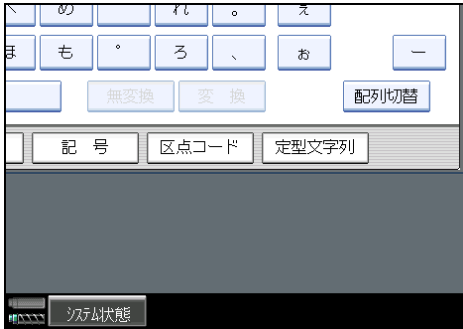 め れ 。 え
ほ も ゜ ろ 、 ぉ ー
無変換 変 換 配列切替
記 号 区点コード 定型文字列
システム状態